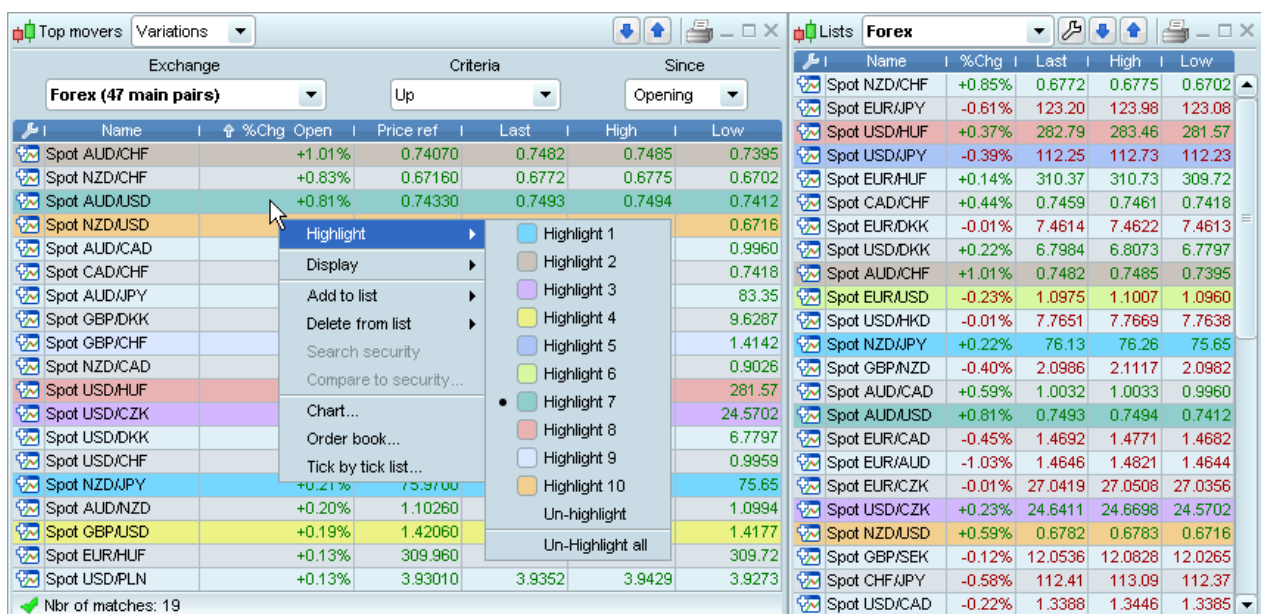 Top movers Variations
Exchange Criteria Since
Forex (47 main pairs) Up Opening
Name %Chg Open Price ref Last High Low
Spot AUD/CHF +1.01% 0.74070 0.7482 0.7485 0.7395
Spot NZD/CHF +0.83% 0.67160 0.6772 0.6775 0.6702
Spot AUD/USD +0.81% 0.74330 0.7493 0.7494 0.7412
Spot NZD/USD 0.6716
Spot AUD/CAD 0.9960
Spot CAD/CHF 0.7418
Spot AUD/JPY 83.35
Spot GBP/DKK 9.6287
Spot GBP/CHF 1.4142
Spot NZD/CAD 0.9026
Spot USD/HUF 281.57
Spot USD/CZK 24.5702
Spot USD/DKK 6.7797
Spot USD/CHF 0.9959
Spot NZD/JPY +0.21% 75.9700 75.65
Spot AUD/NZD +0.20% 1.10260 1.0994
Spot GBP/USD +0.19% 1.42060 1.4177
Spot EUR/HUF +0.13% 309.960 309.72
Spot USD/PLN +0.13% 3.93010 3.9352 3.9429 3.9273
Nbr of matches: 19
Highlight
Display
Add to list
Delete from list
Search security
Compare to security...
Chart...
Order book...
Tick by tick list...
Highlight 1
Highlight 2
Highlight 3
Highlight 4
Highlight 5
Highlight 6
Highlight 7
Highlight 8
Highlight 9
Highlight 10
Un-highlight
Un-Highlight all
Lists Forex
Name %Chg Last High Low
Spot NZD/CHF +0.85% 0.6772 0.6775 0.6702
Spot EUR/JPY -0.61% 123.20 123.98 123.08
Spot USD/HUF +0.37% 282.79 283.46 281.57
Spot USD/JPY -0.39% 112.25 112.73 112.23
Spot EUR/HUF +0.14% 310.37 310.73 309.72
Spot CAD/CHF +0.44% 0.7459 0.7461 0.7418
Spot EUR/DKK -0.01% 7.4614 7.4622 7.4613
Spot USD/DKK +0.22% 6.7984 6.8073 6.7797
Spot AUD/CHF +1.01% 0.7482 0.7485 0.7395
Spot EUR/USD -0.23% 1.0975 1.1007 1.0960
Spot USD/HKD -0.01% 7.7651 7.7669 7.7638
Spot NZD/JPY +0.22% 76.13 76.26 75.65
Spot GBP/NZD -0.40% 2.0986 2.1117 2.0982
Spot AUD/CAD +0.59% 1.0032 1.0033 0.9960
Spot AUD/USD +0.81% 0.7493 0.7494 0.7412
Spot EUR/CAD -0.45% 1.4692 1.4771 1.4682
Spot EUR/AUD -1.03% 1.4646 1.4821 1.4644
Spot EUR/CZK -0.01% 27.0419 27.0508 27.0356
Spot USD/CZK +0.23% 24.6411 24.6698 24.5702
Spot NZD/USD +0.59% 0.6782 0.6783 0.6716
Spot GBP/SEK -0.12% 12.0536 12.0828 12.0265
Spot CHF/JPY -0.58% 112.41 113.09 112.37
Spot USD/CAD -0.22% 1.3388 1.3446 1.3385